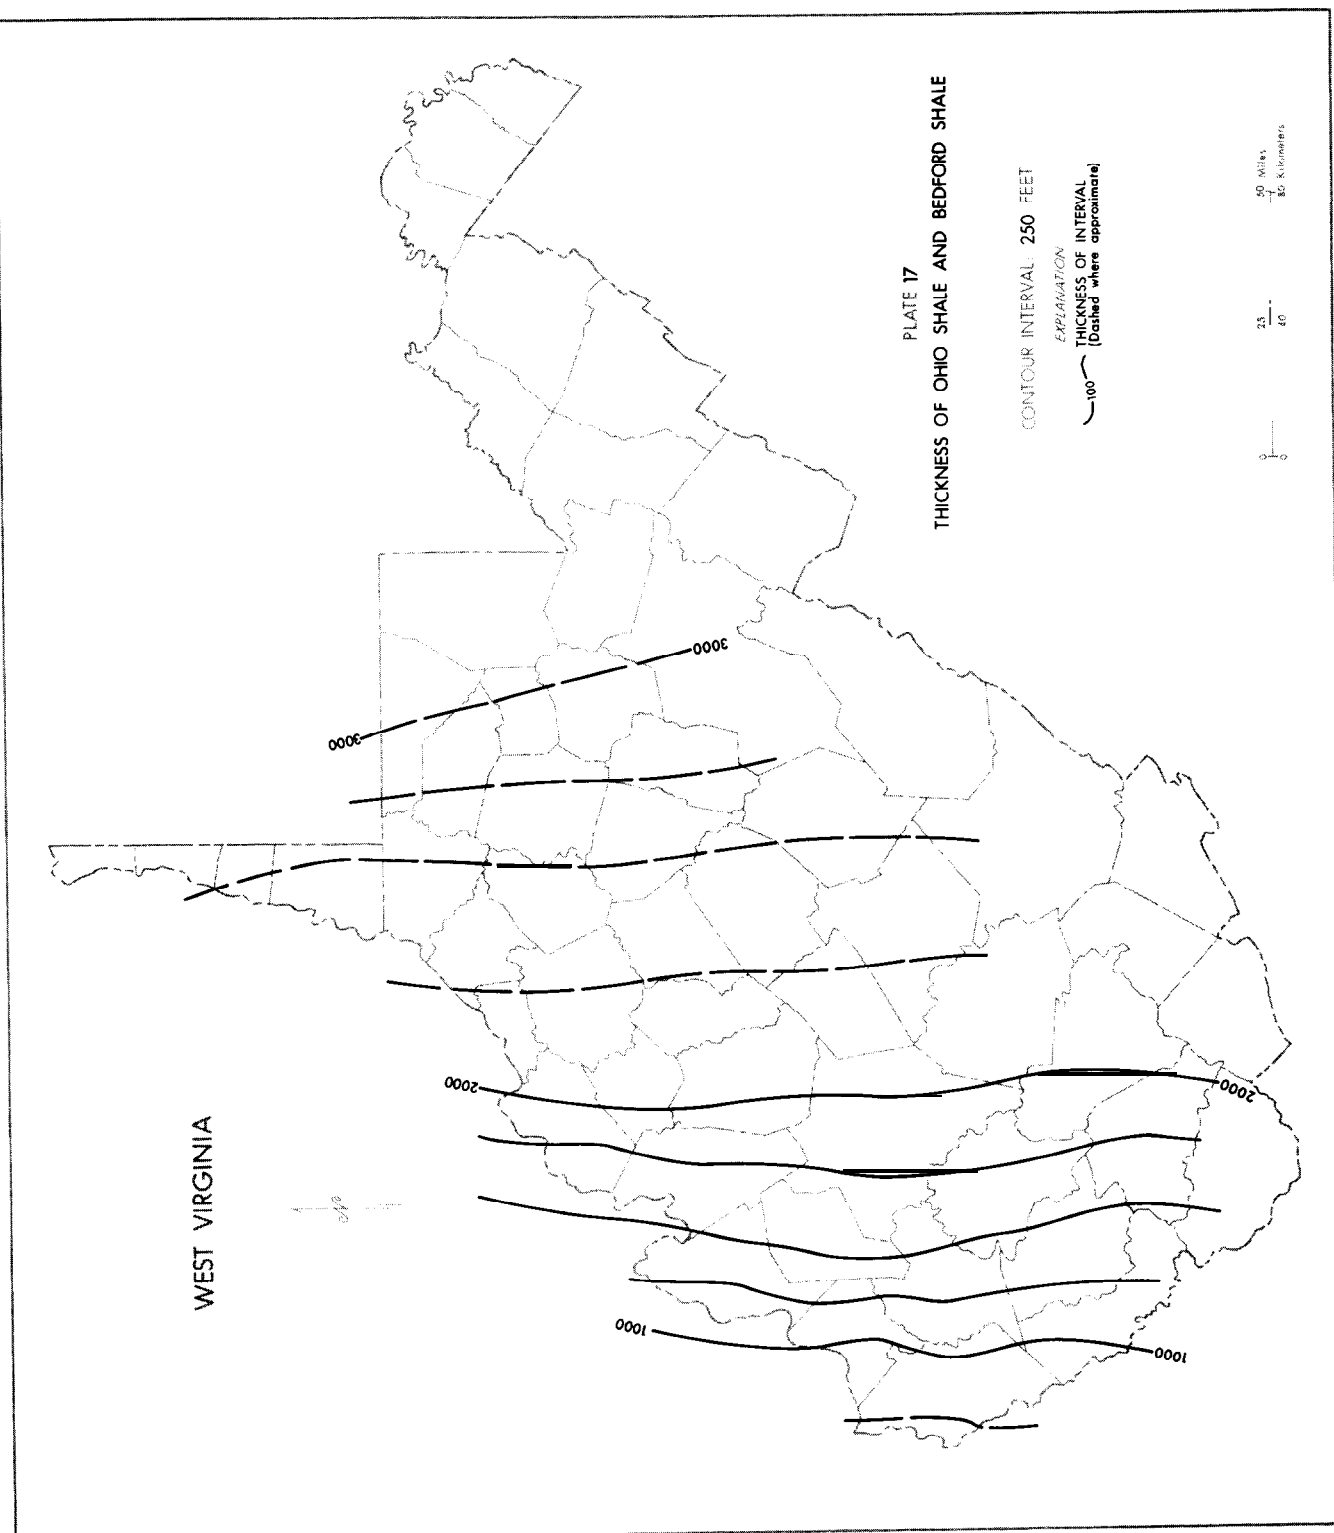 WEST VIRGINIA
N
3000
3000
2000
2000
1000
1000
PLATE 17
THICKNESS OF OHIO SHALE AND BEDFORD SHALE
CONTOUR INTERVAL: 250 FEET
EXPLANATION
100 THICKNESS OF INTERVAL
(Dashed where approximate)
0 25 50 Miles
0 40 80 Kilometers